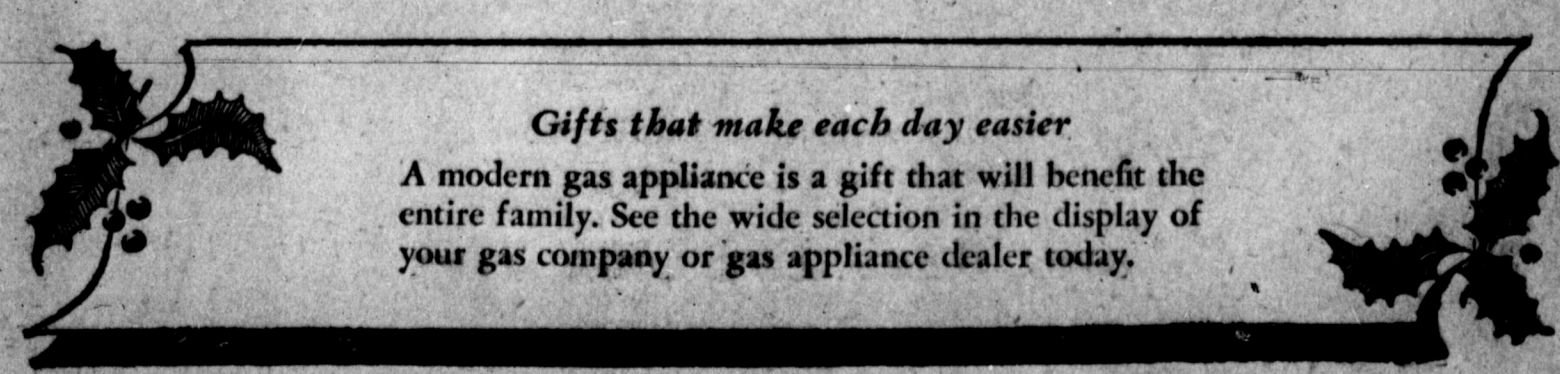 Gifts that make each day easier
A modern gas appliance is a gift that will benefit the
entire family. See the wide selection in the display of
your gas company or gas appliance dealer today.